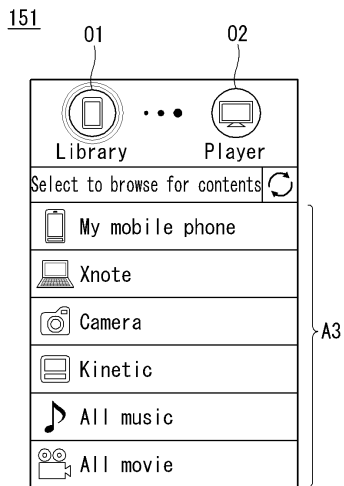 151
01 02
Library Player
Select to browse for contents
My mobile phone
Xnote
Camera
A3
Kinetic
All music
All movie